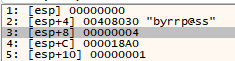 1: [esp] 00000000
2: [esp+4] 00408030 "byrrp@ss"
3: [esp+8] 00000004
4: [esp+C] 000018A0
5: [esp+10] 00000001